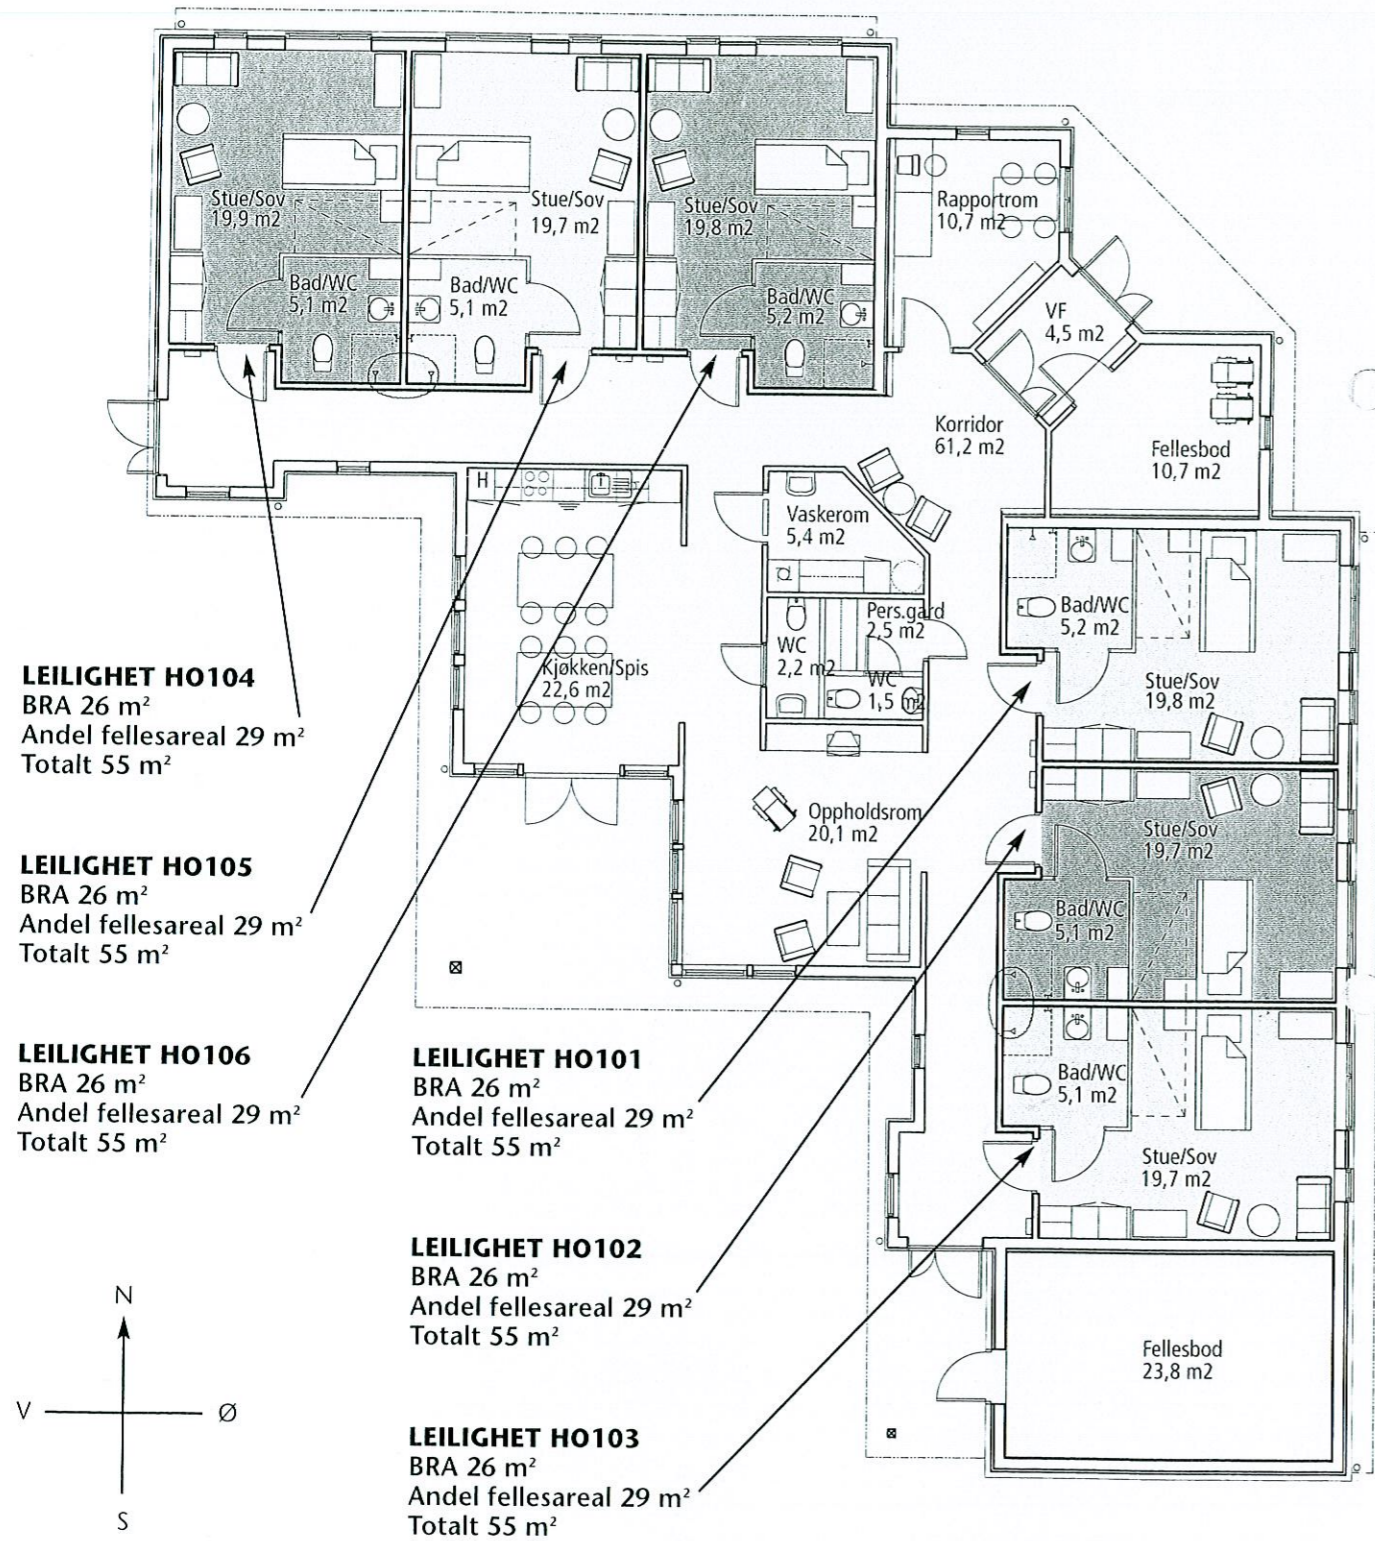 Stue/Sov
19,9 m2
Stue/Sov
19,7 m2
Stue/Sov
19,8 m2
Rapportrom
10,7 m2
Bad/WC
5,1 m2
Bad/WC
5,1 m2
Bad/WC
5,2 m2
VF
4,5 m2
Korridor
61,2 m2
Fellesbod
10,7 m2
H
Vaskerom
5,4 m2
Pers.gard
2,5 m2
WC
2,2 m2
WC
1,5 m2
Kjøkken/Spis
22,6 m2
Bad/WC
5,2 m2
Stue/Sov
19,8 m2
Oppholdsrom
20,1 m2
Stue/Sov
19,7 m2
Bad/WC
5,1 m2
Bad/WC
5,1 m2
Stue/Sov
19,7 m2
Fellesbod
23,8 m2
LEILIGHET HO104
BRA 26 m²
Andel fellesareal 29 m²
Totalt 55 m²
LEILIGHET HO105
BRA 26 m²
Andel fellesareal 29 m²
Totalt 55 m²
LEILIGHET HO106
BRA 26 m²
Andel fellesareal 29 m²
Totalt 55 m²
LEILIGHET HO101
BRA 26 m²
Andel fellesareal 29 m²
Totalt 55 m²
LEILIGHET HO102
BRA 26 m²
Andel fellesareal 29 m²
Totalt 55 m²
LEILIGHET HO103
BRA 26 m²
Andel fellesareal 29 m²
Totalt 55 m²
N
V Ø
S